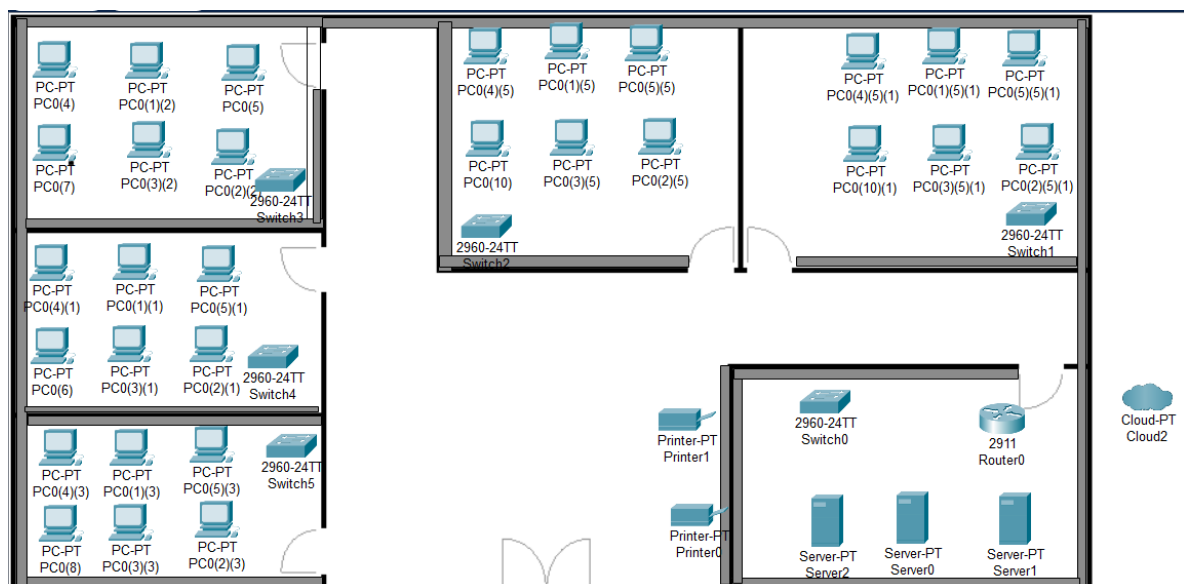 PC-PT
PC0(4)
PC-PT
PC0(1)(2)
PC-PT
PC0(5)
PC-PT
PC0(7)
PC-PT
PC0(3)(2)
PC-PT
PC0(2)(2)
2960-24TT
Switch3
PC-PT
PC0(4)(5)
PC-PT
PC0(1)(5)
PC-PT
PC0(5)(5)
PC-PT
PC0(10)
PC-PT
PC0(3)(5)
PC-PT
PC0(2)(5)
2960-24TT
Switch2
PC-PT
PC0(4)(5)(1)
PC-PT
PC0(1)(5)(1)
PC-PT
PC0(5)(5)(1)
PC-PT
PC0(10)(1)
PC-PT
PC0(3)(5)(1)
PC-PT
PC0(2)(5)(1)
2960-24TT
Switch1
PC-PT
PC0(4)(1)
PC-PT
PC0(1)(1)
PC-PT
PC0(5)(1)
PC-PT
PC0(6)
PC-PT
PC0(3)(1)
PC-PT
PC0(2)(1)
2960-24TT
Switch4
PC-PT
PC0(4)(3)
PC-PT
PC0(1)(3)
PC-PT
PC0(5)(3)
2960-24TT
Switch5
PC-PT
PC0(8)
PC-PT
PC0(3)(3)
PC-PT
PC0(2)(3)
Printer-PT
Printer1
Printer-PT
Printer0
2960-24TT
Switch0
2911
Router0
Server-PT
Server2
Server-PT
Server0
Server-PT
Server1
Cloud-PT
Cloud2